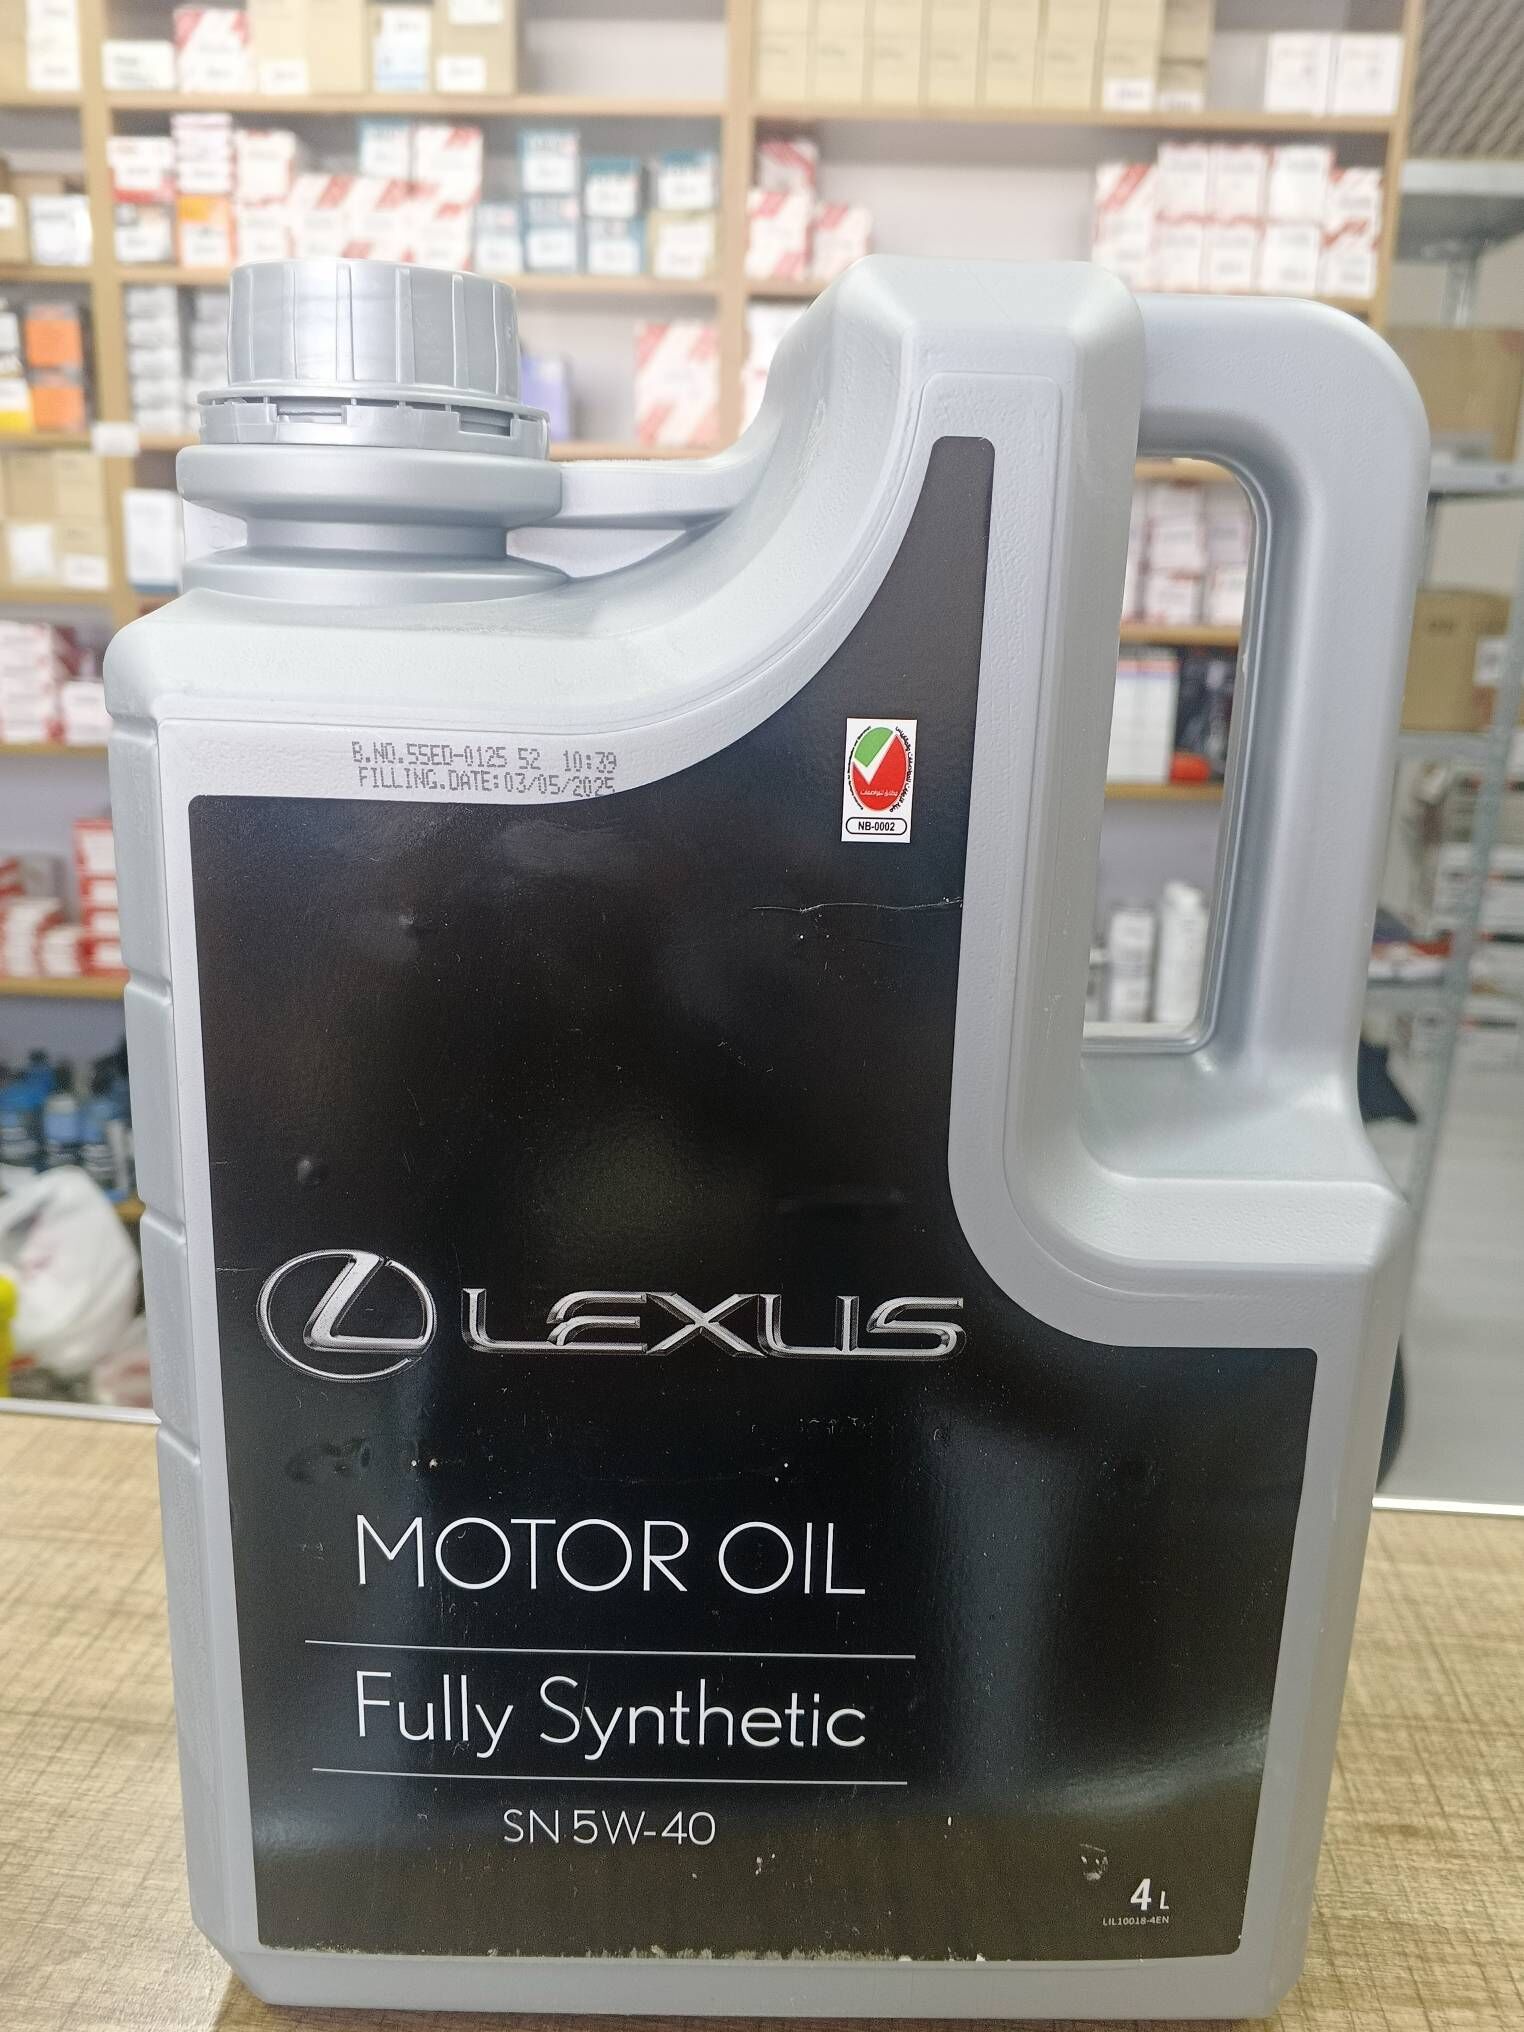 B.NO.5SED-0125 52 10:39
FILLING.DATE:03/05/2025
NB-0002
LEXUS
MOTOR OIL
Fully Synthetic
SN 5W-40
4 L
LIL10018-4EN